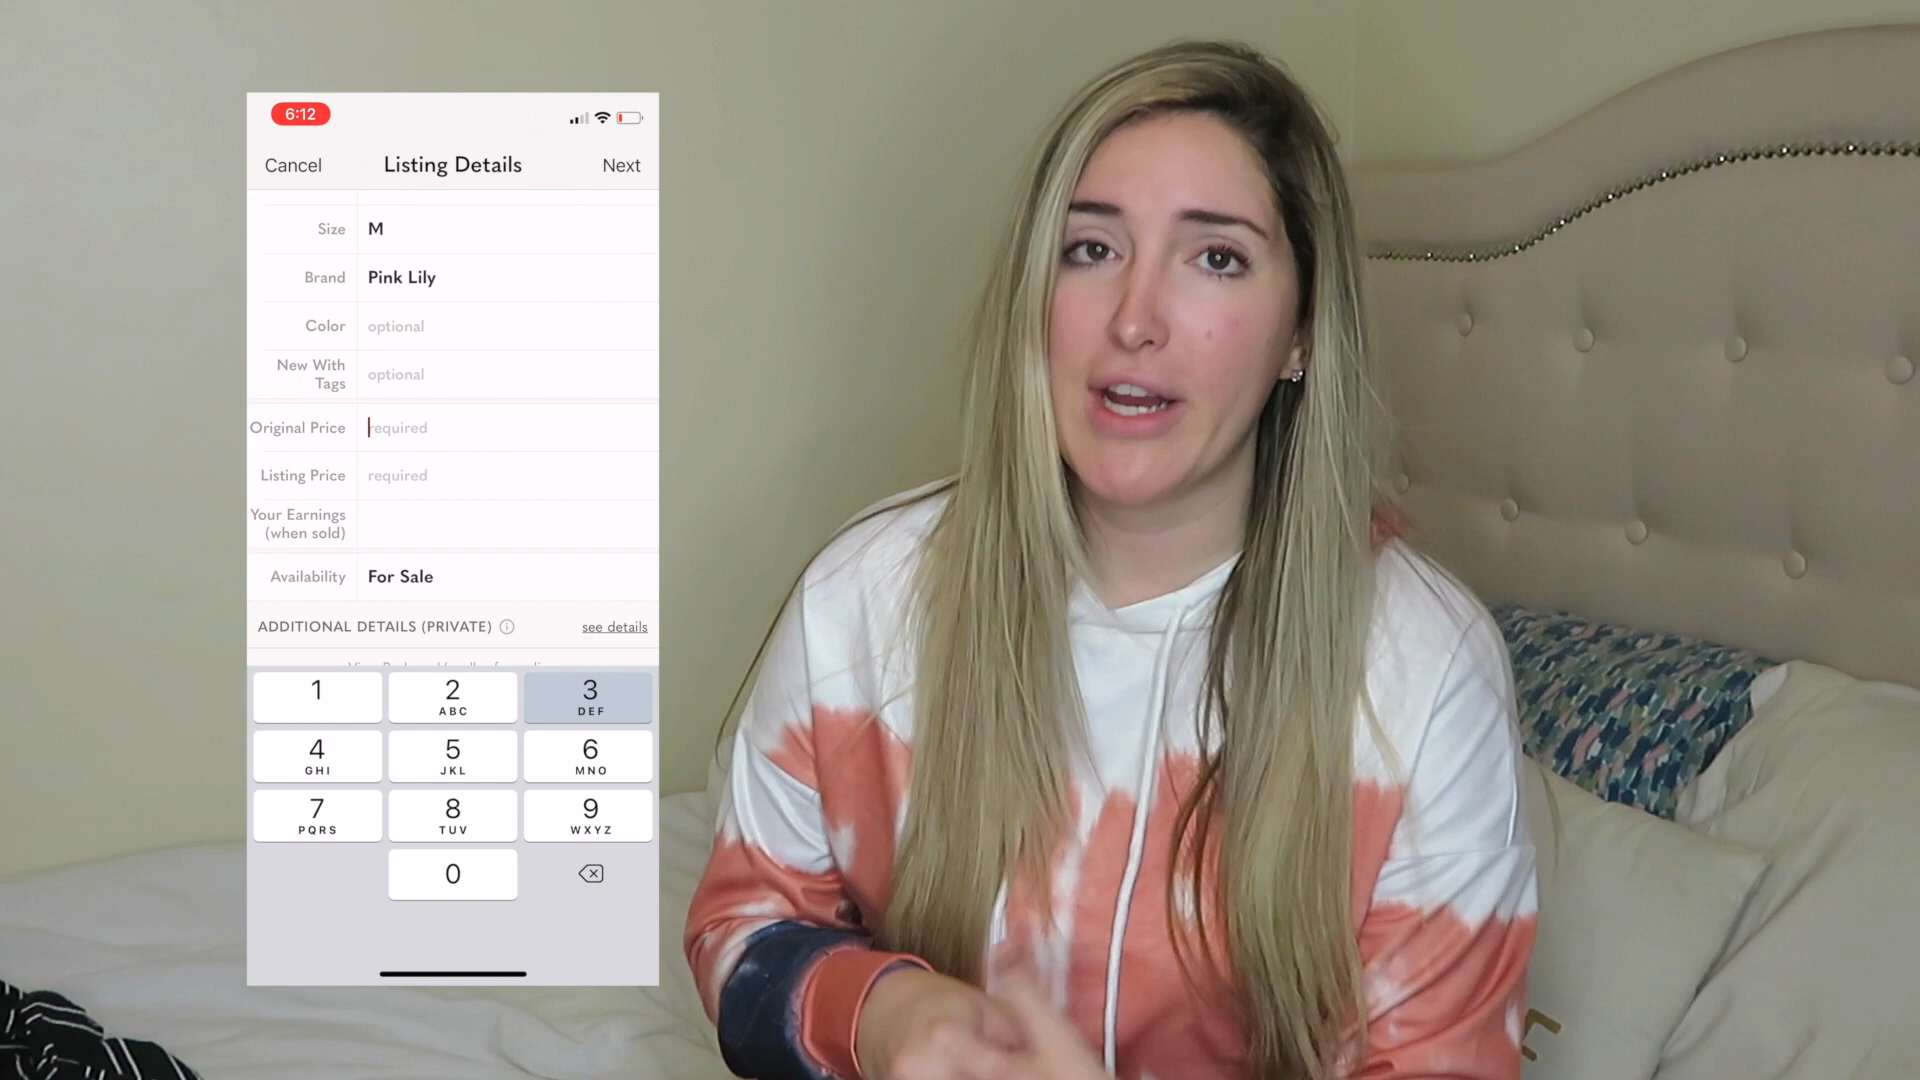 6:12
Cancel Listing Details Next
Size M
Brand Pink Lily
Color optional
New With
Tags optional
Original Price required
Listing Price required
Your Earnings
(when sold)
Availability For Sale
ADDITIONAL DETAILS (PRIVATE) see details
1 2 3
ABC DEF
4 5 6
GHI JKL MNO
7 8 9
PQRS TUV WXYZ
0